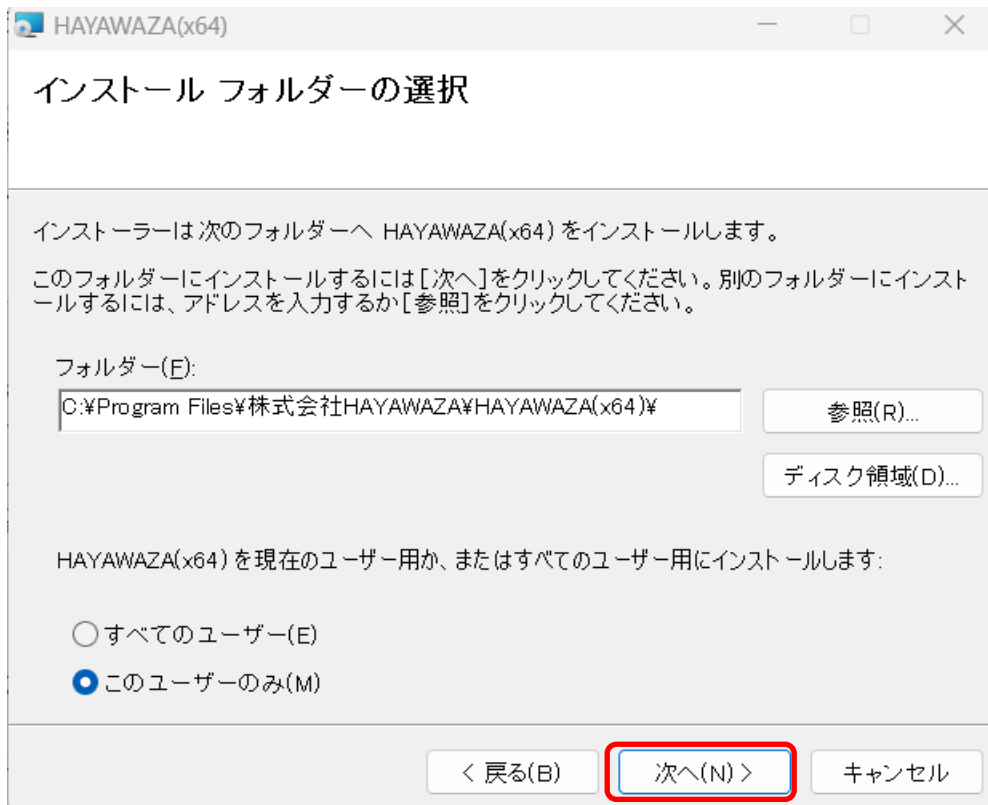 HAYAWAZA(x64)
インストール フォルダーの選択
インストーラーは次のフォルダーへ HAYAWAZA(x64) をインストールします。
このフォルダーにインストールするには[次へ]をクリックしてください。別のフォルダーにインスト
ールするには、アドレスを入力するか[参照]をクリックしてください。
フォルダー(F):
C:¥Program Files¥株式会社HAYAWAZA¥HAYAWAZA(x64)¥
参照(R)...
ディスク領域(D)...
HAYAWAZA(x64) を現在のユーザー用か、またはすべてのユーザー用にインストールします:
すべてのユーザー(E)
このユーザーのみ(M)
< 戻る(B)
次へ(N) >
キャンセル